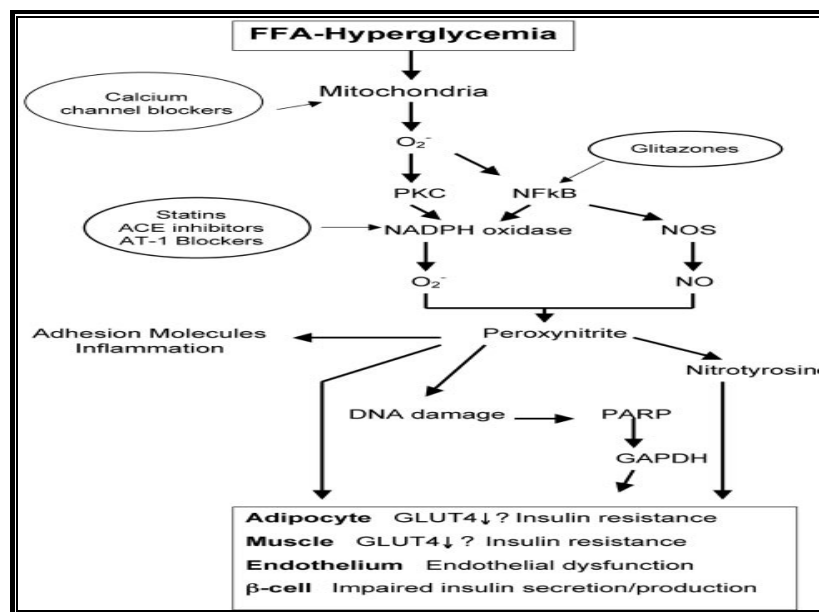 FFA-Hyperglycemia
Calcium
channel blockers
Mitochondria
O₂⁻
Glitazones
PKC
NFkB
Statins
ACE inhibitors
AT-1 Blockers
NADPH oxidase
NOS
O₂⁻
NO
Adhesion Molecules
Inflammation
Peroxynitrite
Nitrotyrosine
DNA damage
PARP
GAPDH
Adipocyte GLUT4↓? Insulin resistance
Muscle GLUT4↓? Insulin resistance
Endothelium Endothelial dysfunction
β-cell Impaired insulin secretion/production